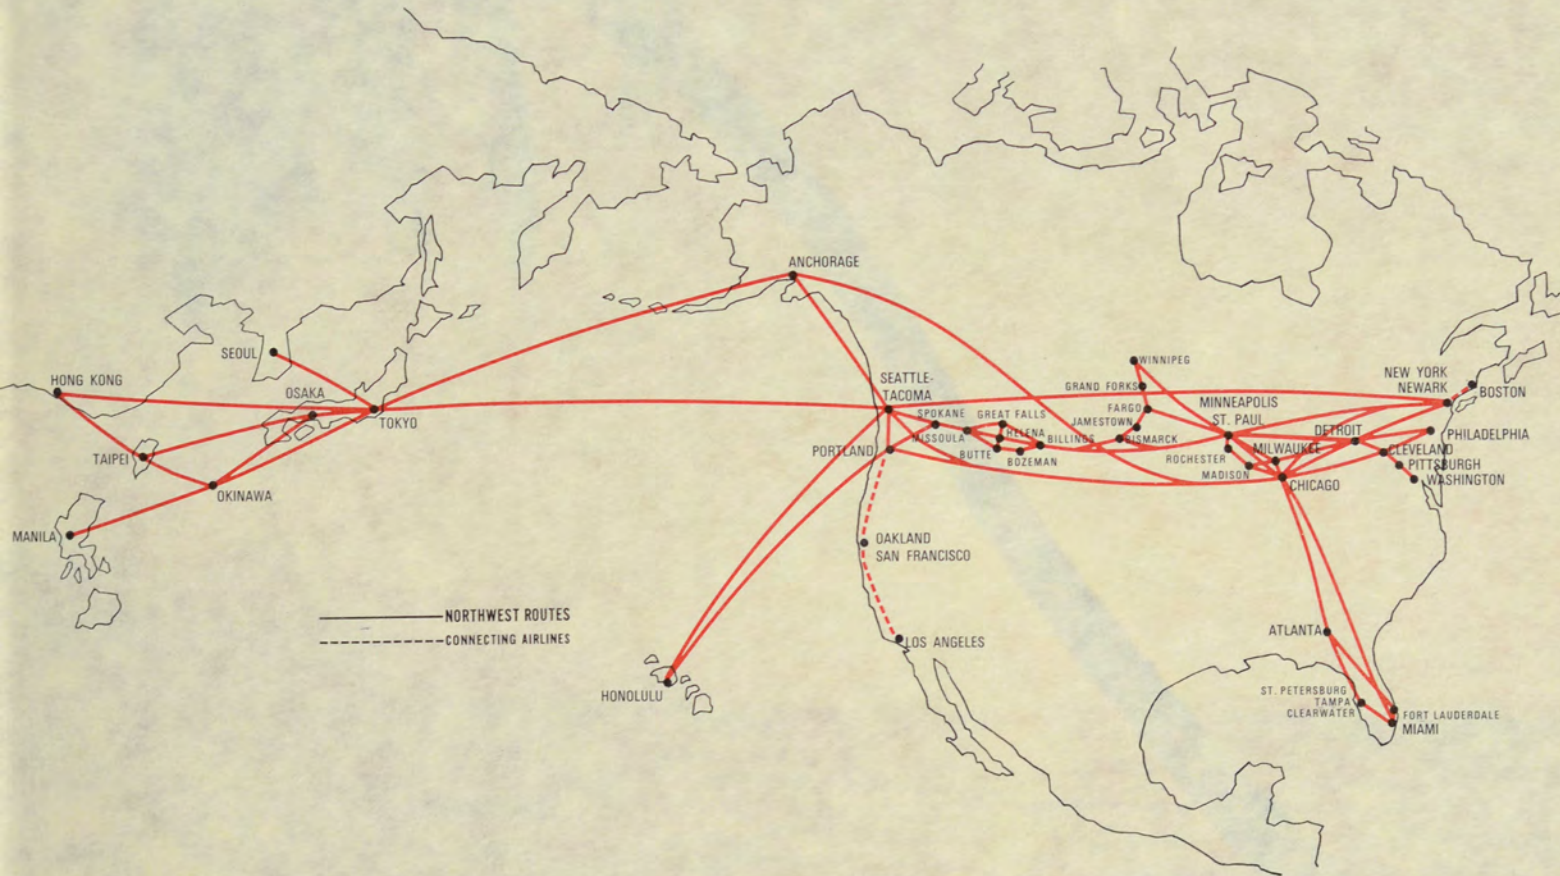 ANCHORAGE
SEOUL
HONG KONG
OSAKA
TOKYO
TAIPEI
OKINAWA
MANILA
SEATTLE-
TACOMA
PORTLAND
SPOKANE
MISSOULA
GREAT FALLS
HELENA
BUTTE
BOZEMAN
BILLINGS
WINNIPEG
GRAND FORKS
FARGO
JAMESTOWN
BISMARCK
MINNEAPOLIS
ST. PAUL
ROCHESTER
MADISON
MILWAUKEE
CHICAGO
DETROIT
CLEVELAND
PITTSBURGH
WASHINGTON
PHILADELPHIA
NEW YORK
NEWARK
BOSTON
OAKLAND
SAN FRANCISCO
LOS ANGELES
HONOLULU
ATLANTA
ST. PETERSBURG
TAMPA
CLEARWATER
FORT LAUDERDALE
MIAMI
NORTHWEST ROUTES
CONNECTING AIRLINES